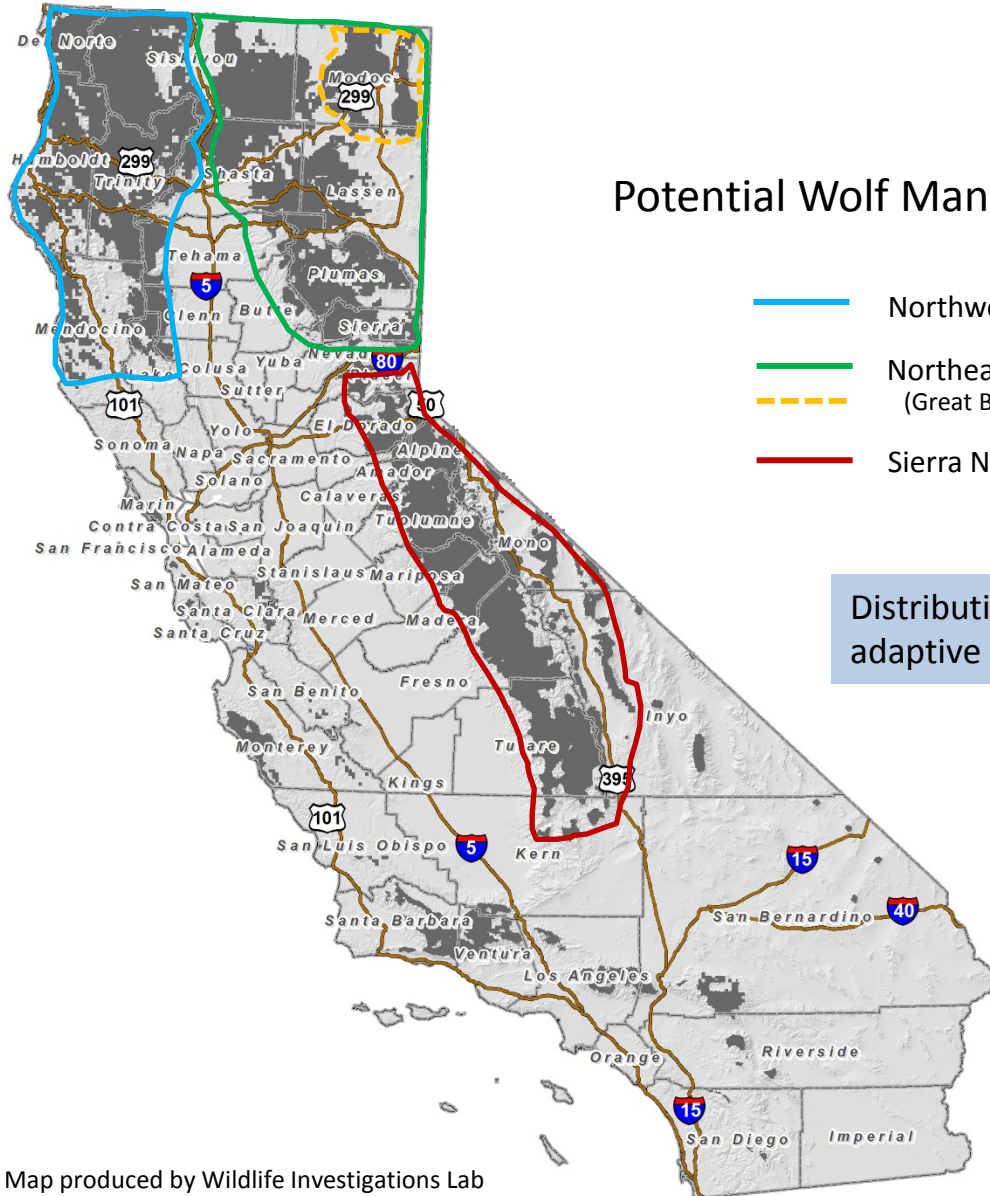 Del Norte
Siskiyou
Modoc
299
Humboldt
299
Trinity
Shasta
Lassen
Potential Wolf Man
Tehama
5
Plumas
Glenn
Butte
Mendocino
Sierra
Northwe
Nevad
80
Lake
Colusa
Yuba
Sutter
Northea
(Great B
101
50
El Dorado
Yolo
Sonoma
Napa
Sacramento
Alpine
Sierra N
Solano
Amador
Calaveras
Marin
Tuolumne
Contra Costa
San Joaquin
San Francisco
Alameda
Mono
Stanislaus
Mariposa
San Mateo
Santa Clara
Merced
Madera
Santa Cruz
Distributi
adaptive
Fresno
San Benito
Inyo
Monterey
Tulare
Kings
395
101
San Luis Obispo
5
Kern
15
Santa Barbara
San Bernardino
40
Ventura
Los Angeles
Orange
Riverside
15
San Diego
Imperial
Map produced by Wildlife Investigations Lab